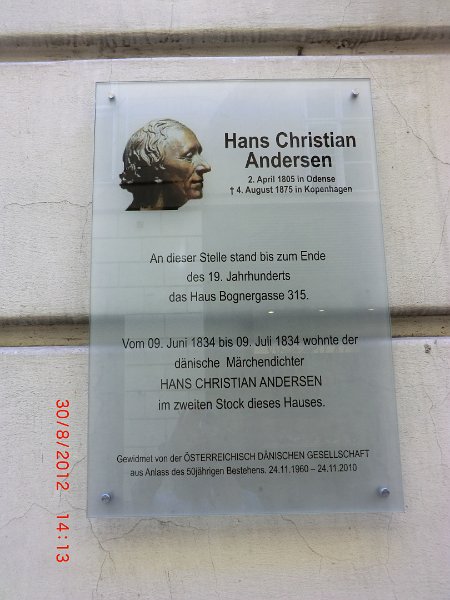 Hans Christian
Andersen
2. April 1805 in Odense
† 4. August 1875 in Kopenhagen
An dieser Stelle stand bis zum Ende
des 19. Jahrhunderts
das Haus Bognergasse 315.
Vom 09. Juni 1834 bis 09. Juli 1834 wohnte der
dänische Märchendichter
HANS CHRISTIAN ANDERSEN
im zweiten Stock dieses Hauses.
Gewidmet von der ÖSTERREICHISCH DÄNISCHEN GESELLSCHAFT
aus Anlass des 50jährigen Bestehens. 24.11.1960 – 24.11.2010
30/8/2012 14:13